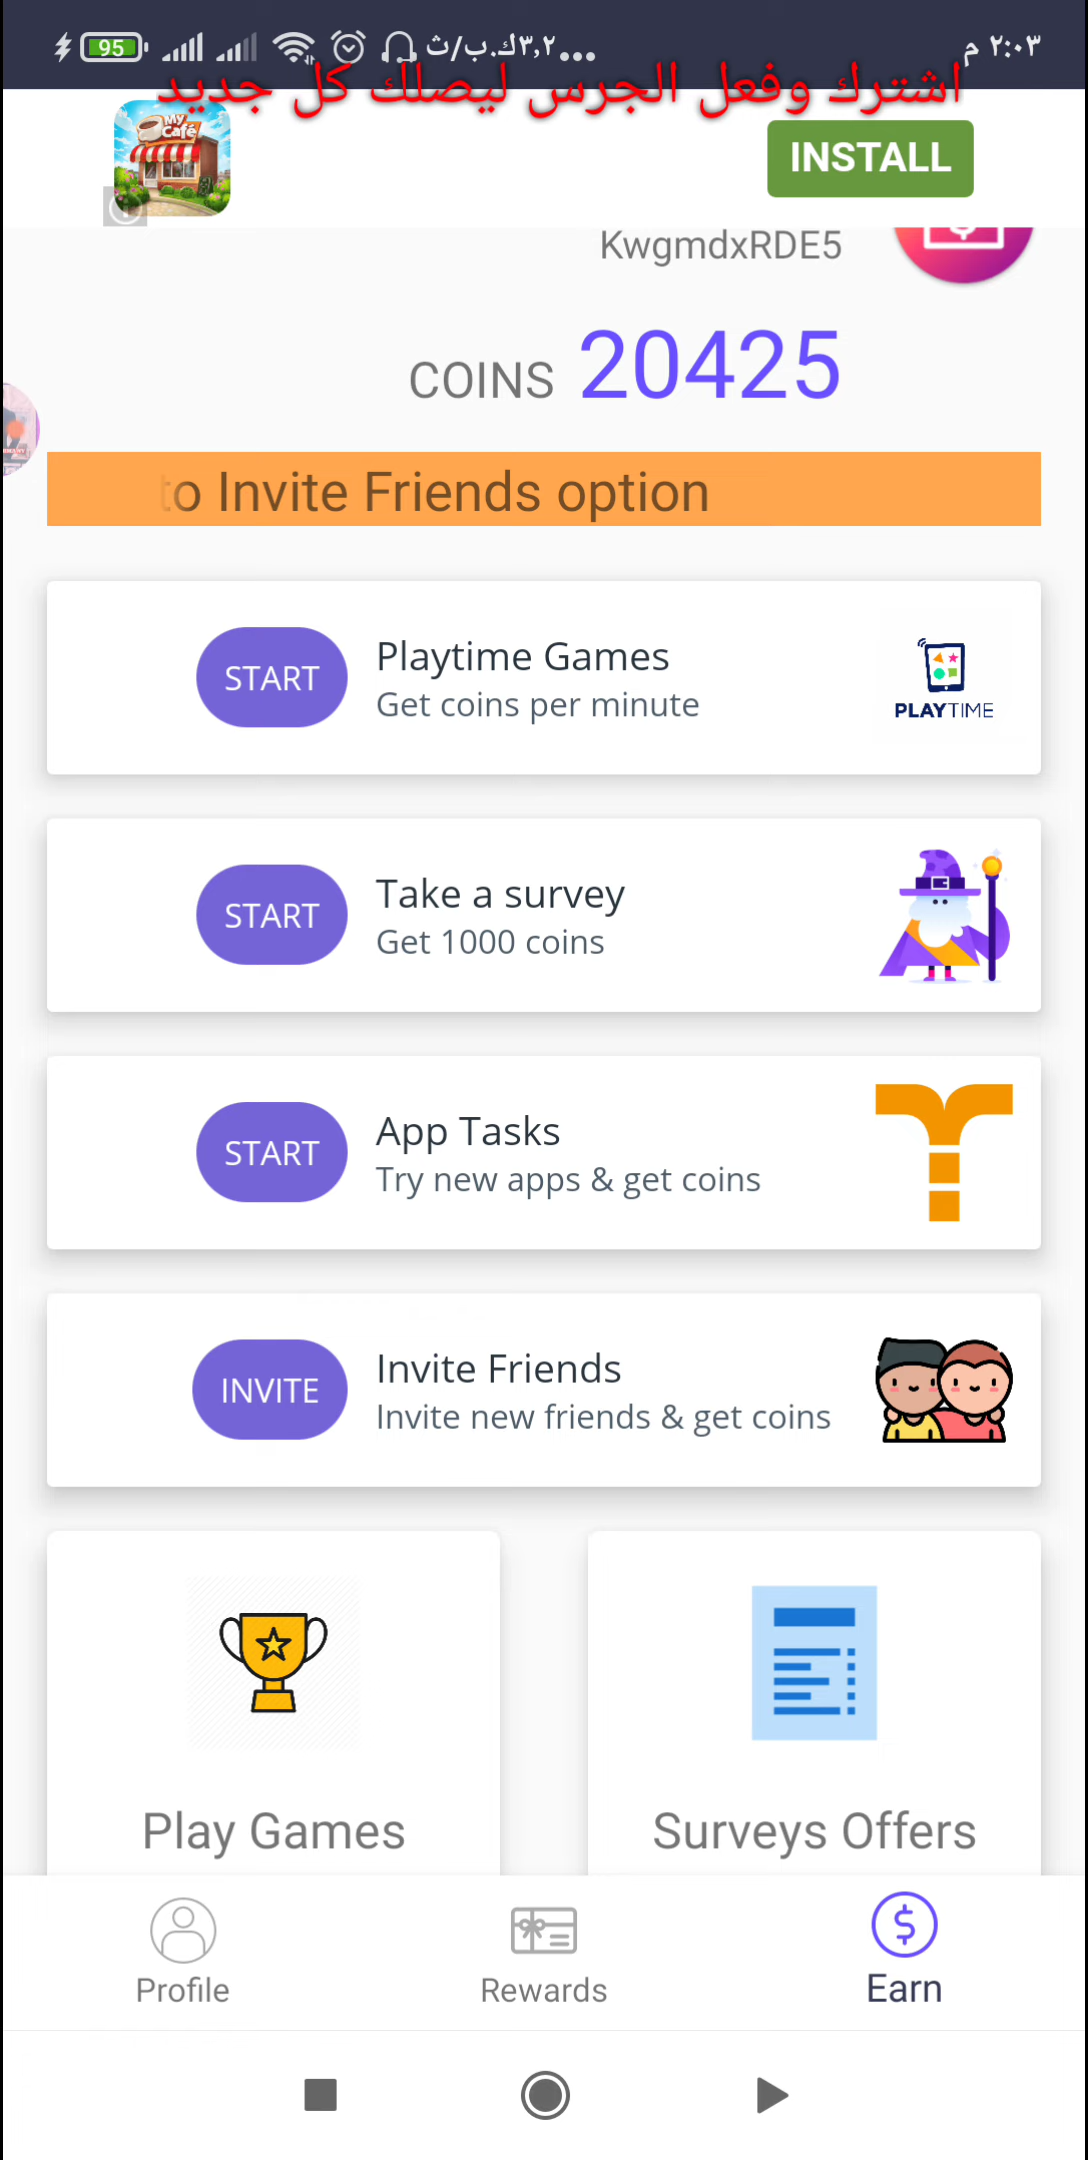 95
...٣,٢ك.ب/ث
٢:٠٣ م
اشترك وفعل الجرس ليصلك كل جديد
My
Café
INSTALL
KwgmdxRDE5
COINS 20425
to Invite Friends option
START
Playtime Games
Get coins per minute
PLAYTIME
START
Take a survey
Get 1000 coins
START
App Tasks
Try new apps & get coins
INVITE
Invite Friends
Invite new friends & get coins
Play Games
Surveys Offers
Profile
Rewards
Earn